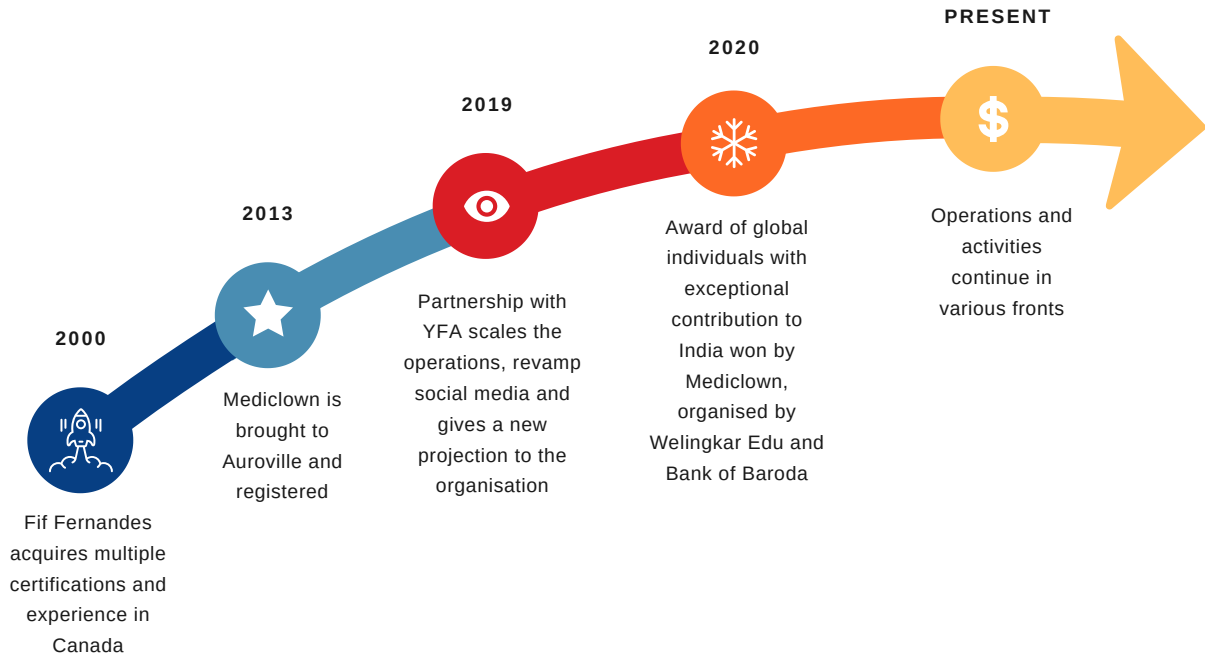 2000
Fif Fernandes
acquires multiple
certifications and
experience in
Canada
2013
Mediclown is
brought to
Auroville and
registered
2019
Partnership with
YFA scales the
operations, revamp
social media and
gives a new
projection to the
organisation
2020
Award of global
individuals with
exceptional
contribution to
India won by
Mediclown,
organised by
Welingkar Edu and
Bank of Baroda
PRESENT
$
Operations and
activities
continue in
various fronts